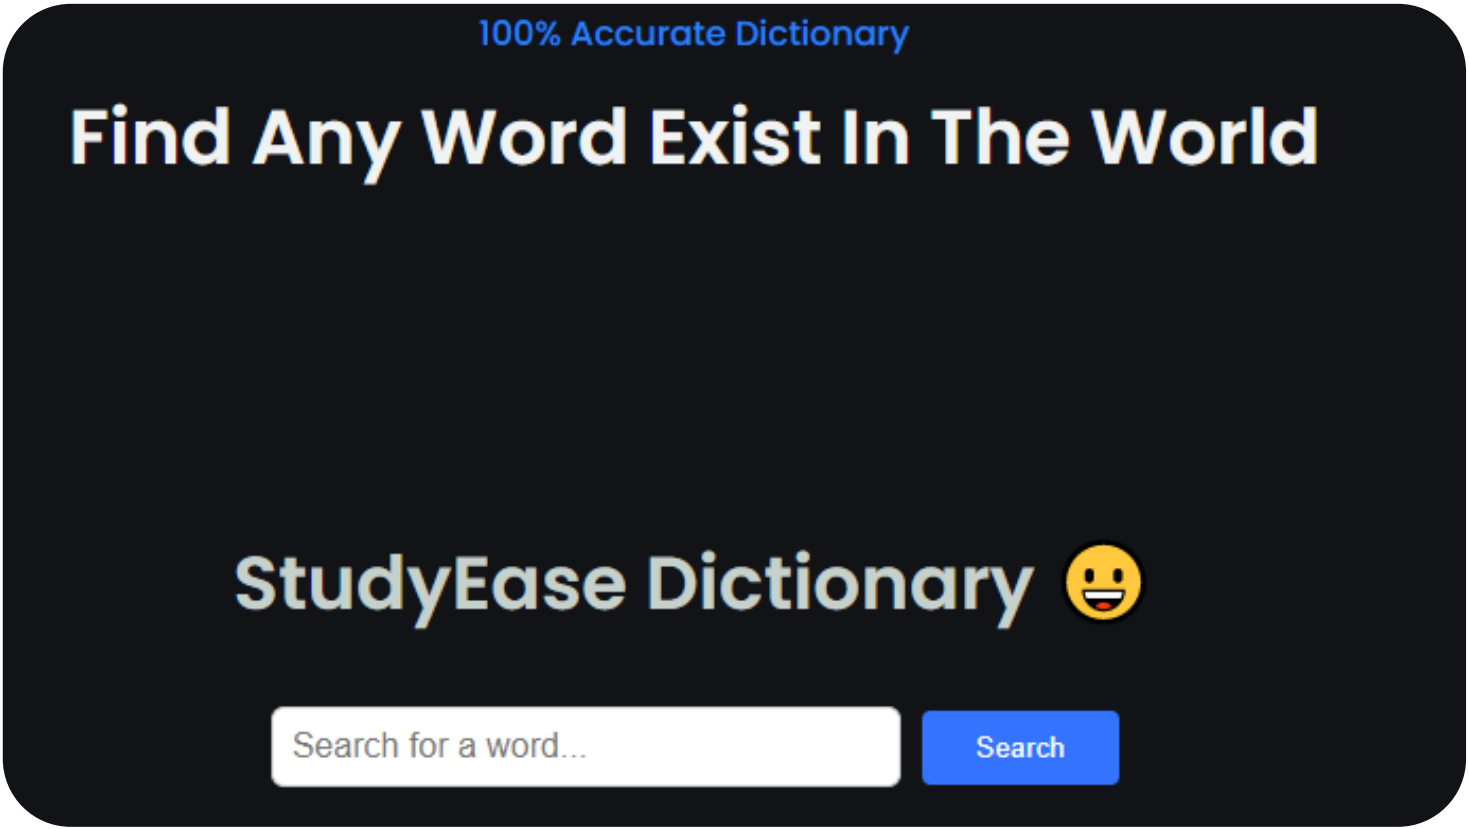 100% Accurate Dictionary
Find Any Word Exist In The World
StudyEase Dictionary 😃
Search for a word...
Search